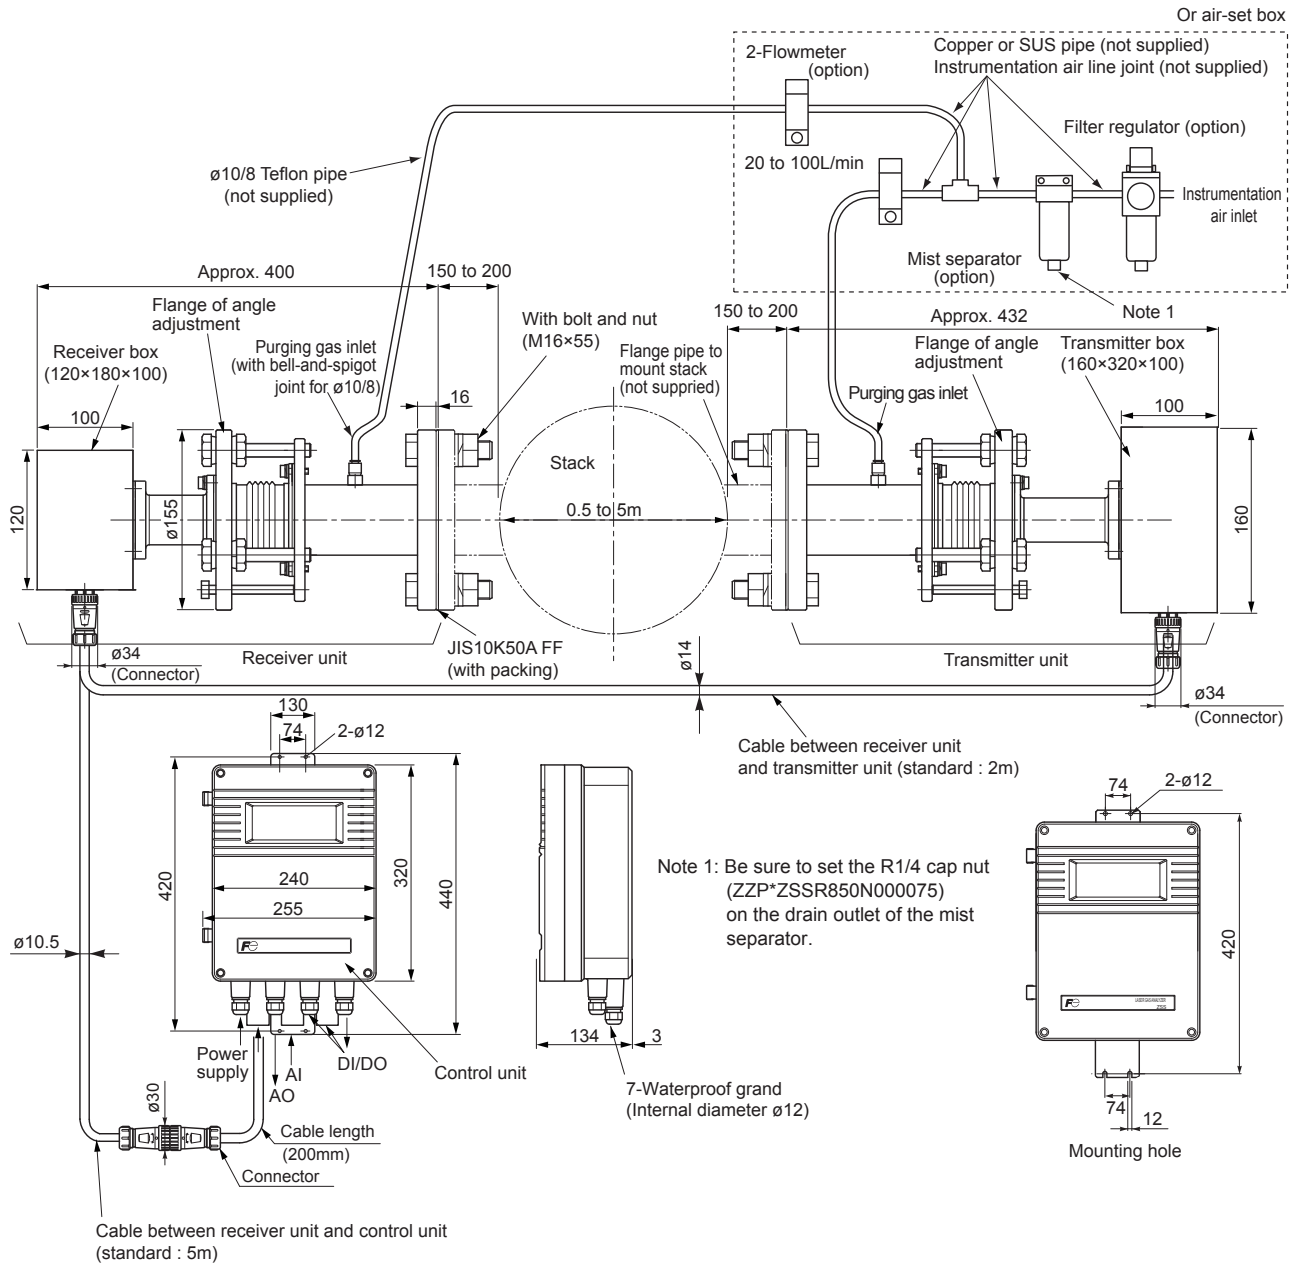 Or air-set box
2-Flowmeter
(option)
Copper or SUS pipe (not supplied)
Instrumentation air line joint (not supplied)
Filter regulator (option)
20 to 100L/min
ø10/8 Teflon pipe
(not supplied)
Instrumentation
air inlet
Mist separator
(option)
Note 1
Approx. 400
150 to 200
150 to 200
Approx. 432
Flange of angle
adjustment
With bolt and nut
(M16×55)
Receiver box
(120×180×100)
Purging gas inlet
(with bell-and-spigot
joint for ø10/8)
Flange pipe to
mount stack
(not suppried)
Flange of angle
adjustment
Transmitter box
(160×320×100)
Purging gas inlet
16
100
100
Stack
0.5 to 5m
120
ø155
160
JIS10K50A FF
(with packing)
Receiver unit
Transmitter unit
ø34
(Connector)
ø14
ø34
(Connector)
130
74
2-ø12
Cable between receiver unit
and transmitter unit (standard : 2m)
74
2-ø12
420
240
255
320
440
Note 1: Be sure to set the R1/4 cap nut
(ZZP*ZSSR850N000075)
on the drain outlet of the mist
separator.
420
ø10.5
Fe
Fe
LASER GAS ANALYZER
ZSS
134
3
Power
supply
AI
AO
DI/DO
Control unit
7-Waterproof grand
(Internal diameter ø12)
74
12
Mounting hole
ø30
Cable length
(200mm)
Connector
Cable between receiver unit and control unit
(standard : 5m)